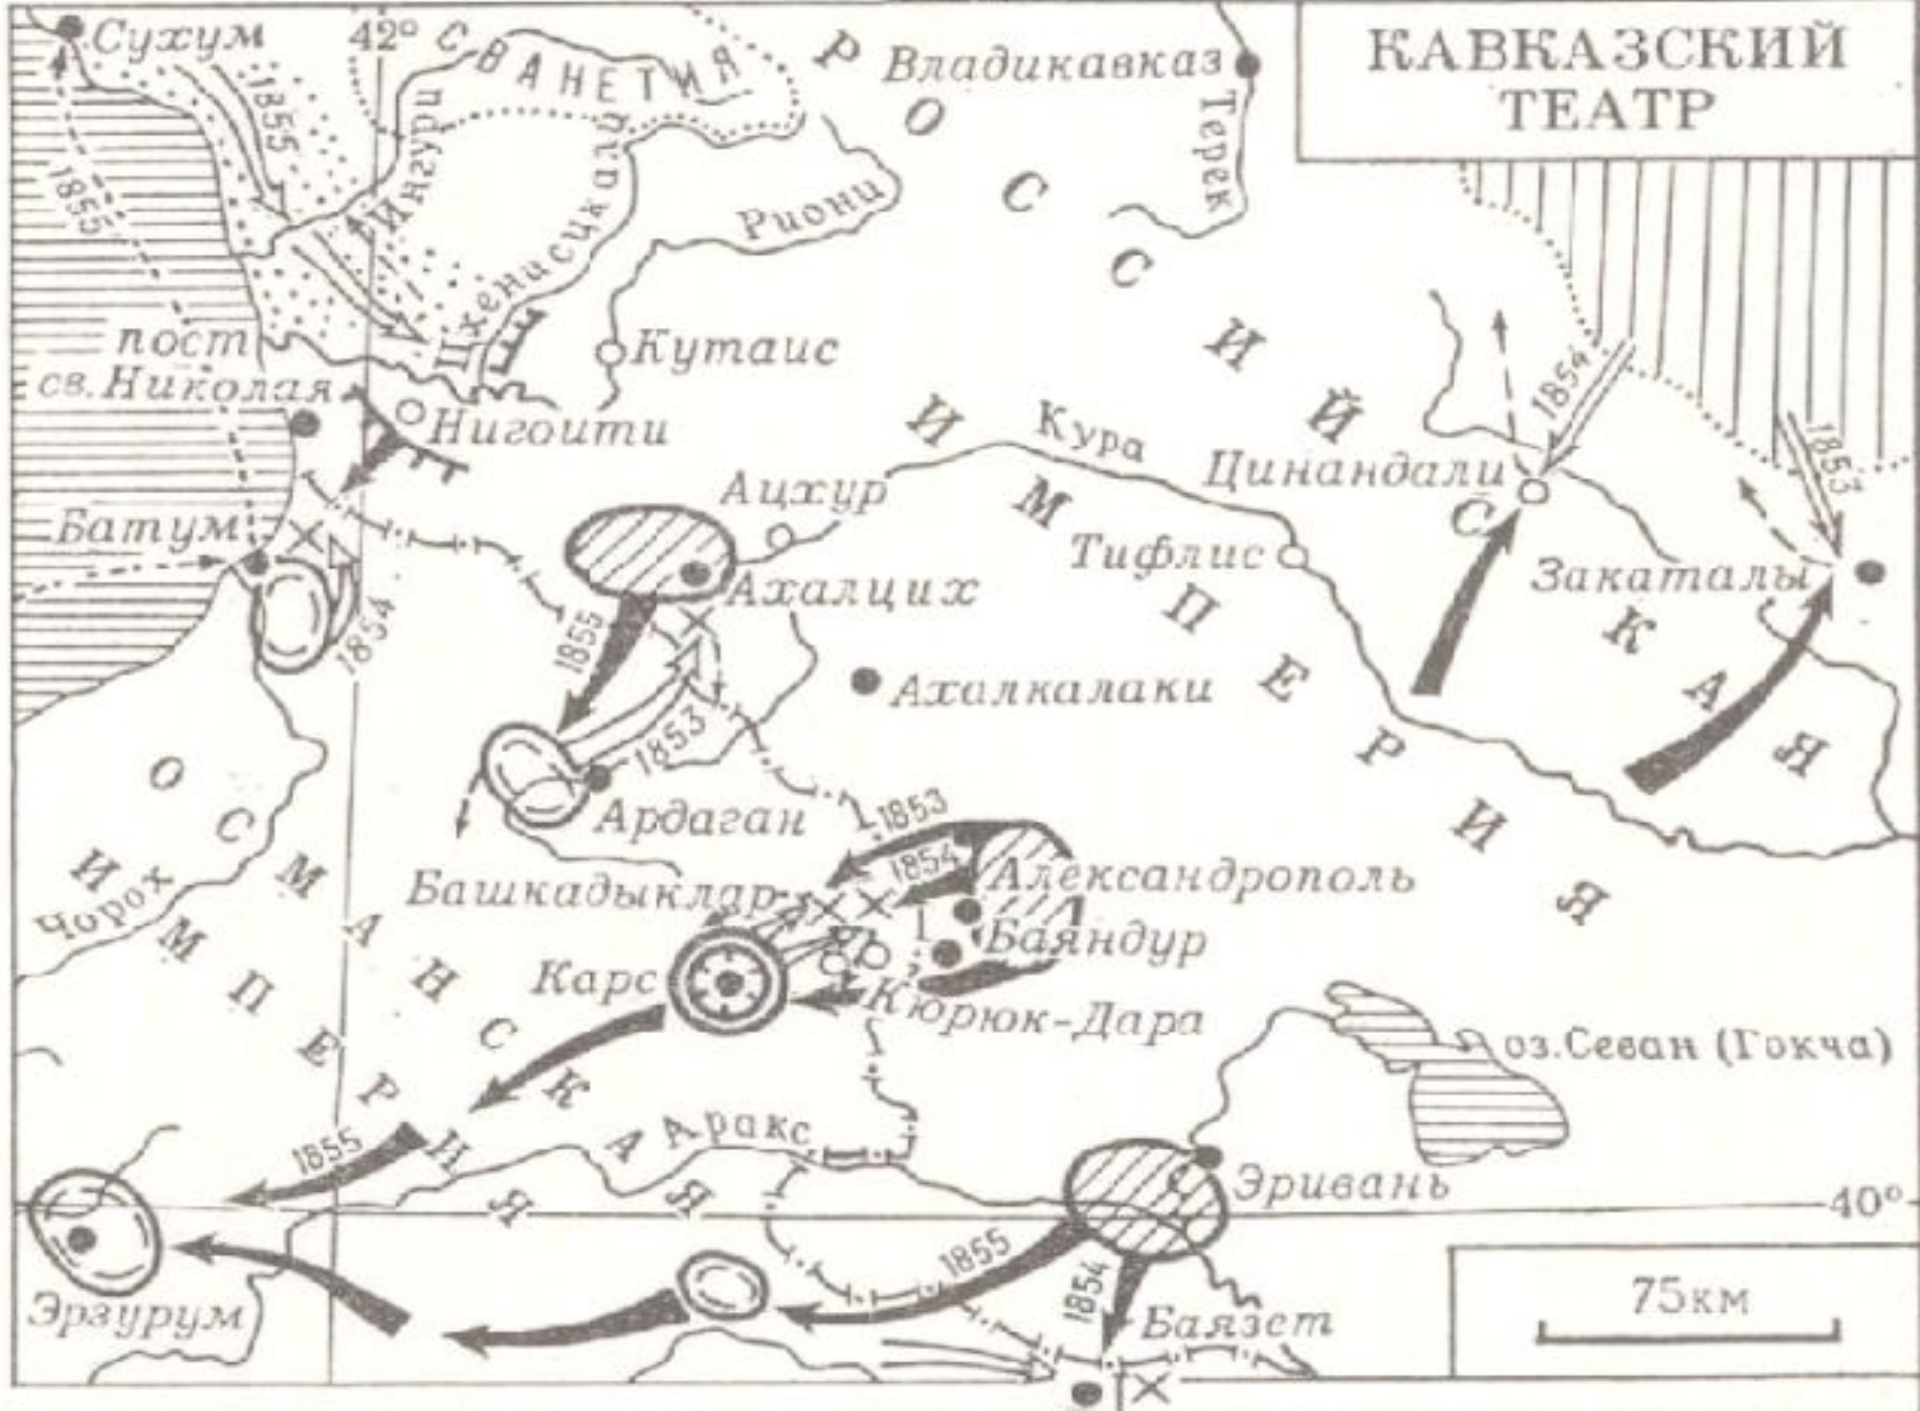 КАВКАЗСКИЙ
ТЕАТР
Сухум
42°
СВАНЕТИЯ
Владикавказ
Терек
1855
1855
Ингури
Цхенисцкали
Риони
РОССИЙСКАЯ
ИМПЕРИЯ
пост
св. Николая
Кутаис
Нигоити
Кура
1854
1853
Цинандали
Ацхур
Батум
Тифлис
Закаталы
Ахалцих
1854
1855
Ахалкалаки
1853
Ардаган
ОСМАНСКАЯ
ИМПЕРИЯ
Чорох
1853
1854
Александрополь
Башкадыклар
Баяндур
Карс
Кюрюк-Дара
оз.Севан (Гокча)
Аракс
1855
Эривань
40°
1855
1854
Эрзурум
Баязет
75км